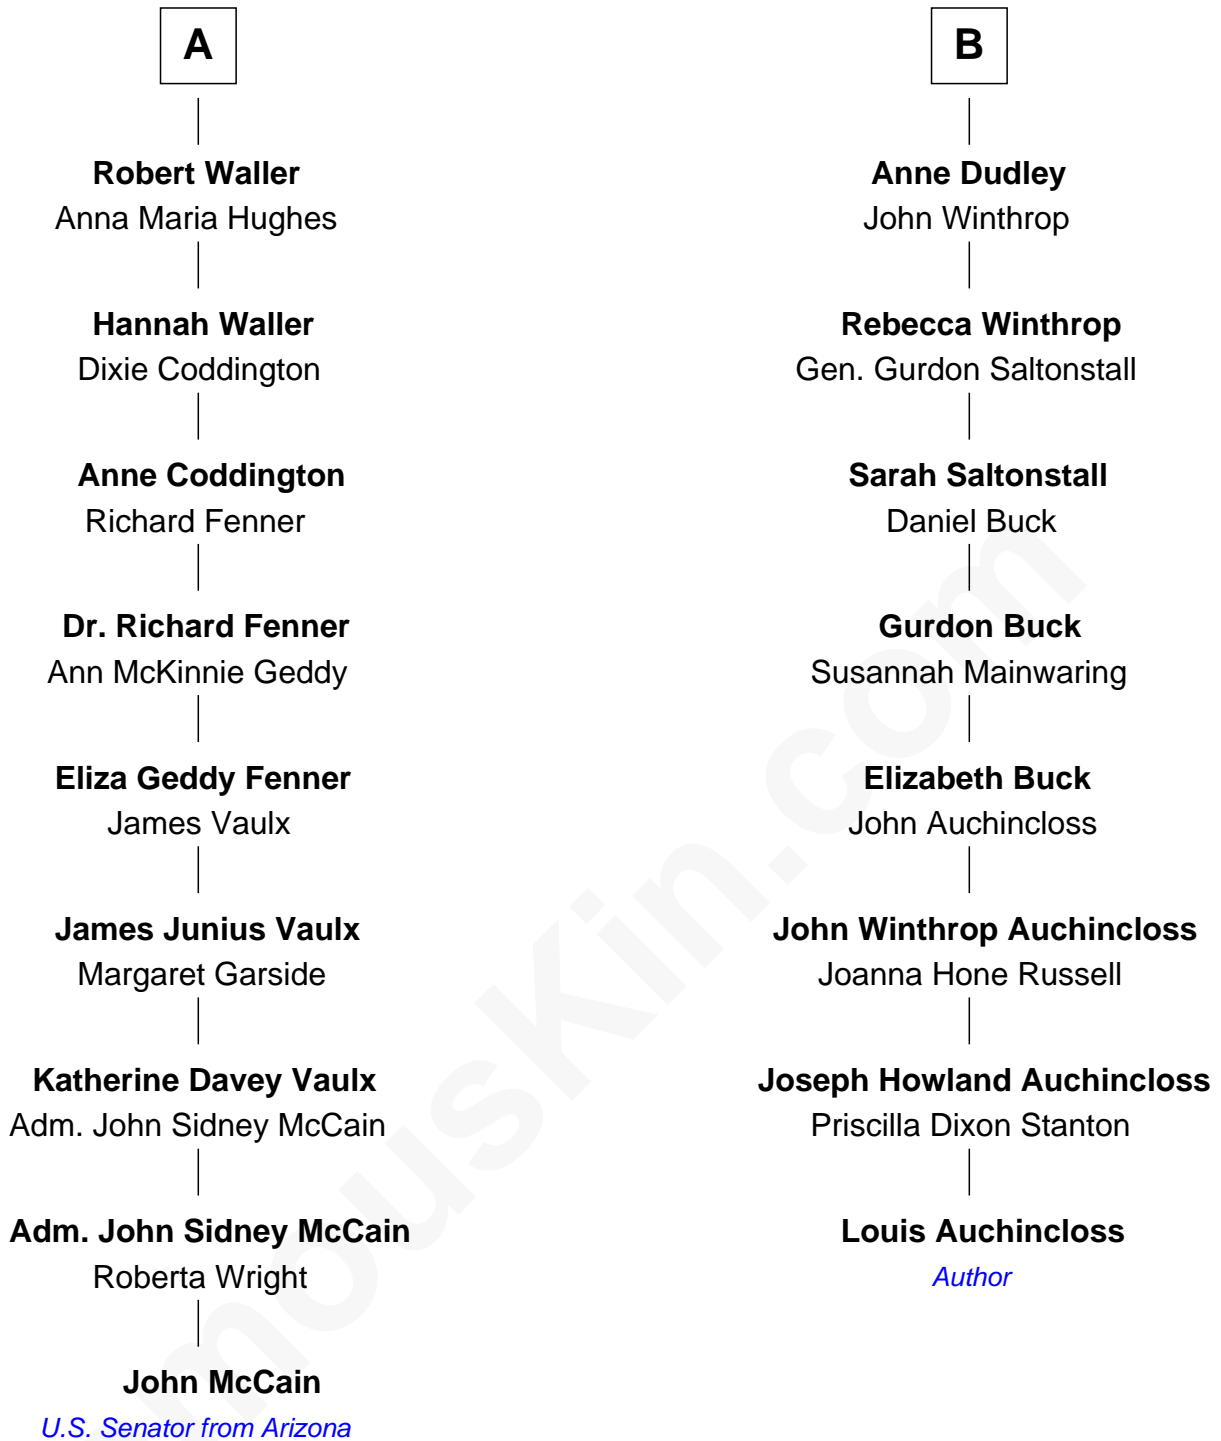 A
Robert Waller
Anna Maria Hughes
Hannah Waller
Dixie Coddington
Anne Coddington
Richard Fenner
Dr. Richard Fenner
Ann McKinnie Geddy
Eliza Geddy Fenner
James Vaulx
James Junius Vaulx
Margaret Garside
Katherine Davey Vaulx
Adm. John Sidney McCain
Adm. John Sidney McCain
Roberta Wright
John McCain
U.S. Senator from Arizona
B
Anne Dudley
John Winthrop
Rebecca Winthrop
Gen. Gurdon Saltonstall
Sarah Saltonstall
Daniel Buck
Gurdon Buck
Susannah Mainwaring
Elizabeth Buck
John Auchincloss
John Winthrop Auchincloss
Joanna Hone Russell
Joseph Howland Auchincloss
Priscilla Dixon Stanton
Louis Auchincloss
Author
mousKin.com